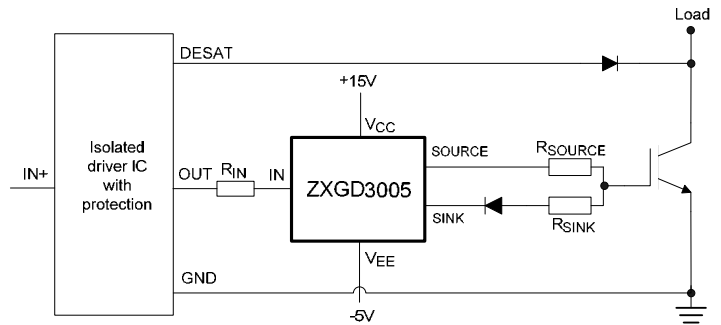 Load
DESAT
+15V
VCC
Isolated
driver IC
with
protection
IN+
OUT
RIN
IN
ZXGD3005
SOURCE
RSOURCE
SINK
RSINK
VEE
GND
-5V